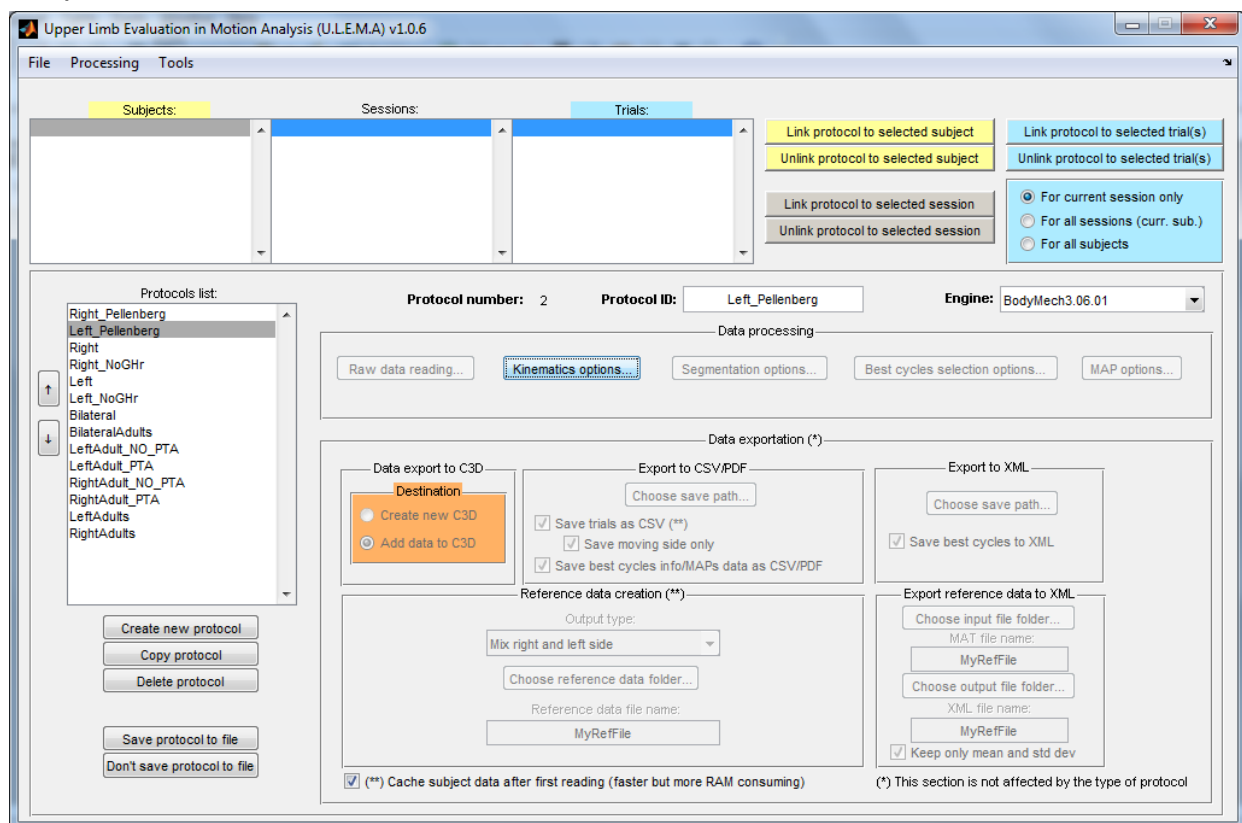 Upper Limb Evaluation in Motion Analysis (U.L.E.M.A) v1.0.6
File Processing Tools
Subjects: Sessions: Trials:
Link protocol to selected subject Link protocol to selected trial(s)
Unlink protocol to selected subject Unlink protocol to selected trial(s)
Link protocol to selected session
Unlink protocol to selected session
For current session only
For all sessions (curr. sub.)
For all subjects
Protocols list:
Right_Pellenberg
Left_Pellenberg
Right
Right_NoGHr
Left
Left_NoGHr
Bilateral
BilateralAdults
LeftAdult_NO_PTA
LeftAdult_PTA
RightAdult_NO_PTA
RightAdult_PTA
LeftAdults
RightAdults
Create new protocol
Copy protocol
Delete protocol
Save protocol to file
Don't save protocol to file
Protocol number: 2 Protocol ID: Left_Pellenberg Engine: BodyMech3.06.01
Data processing
Raw data reading... Kinematics options... Segmentation options... Best cycles selection options... MAP options...
Data exportation (*)
Data export to C3D
Destination
Create new C3D
Add data to C3D
Export to CSV/PDF
Choose save path...
Save trials as CSV (**)
Save moving side only
Save best cycles info/MAPs data as CSV/PDF
Export to XML
Choose save path...
Save best cycles to XML
Reference data creation (**)
Output type:
Mix right and left side
Choose reference data folder...
Reference data file name:
MyRefFile
Export reference data to XML
Choose input file folder...
MAT file name:
MyRefFile
Choose output file folder...
XML file name:
MyRefFile
Keep only mean and std dev
(**) Cache subject data after first reading (faster but more RAM consuming) (*) This section is not affected by the type of protocol